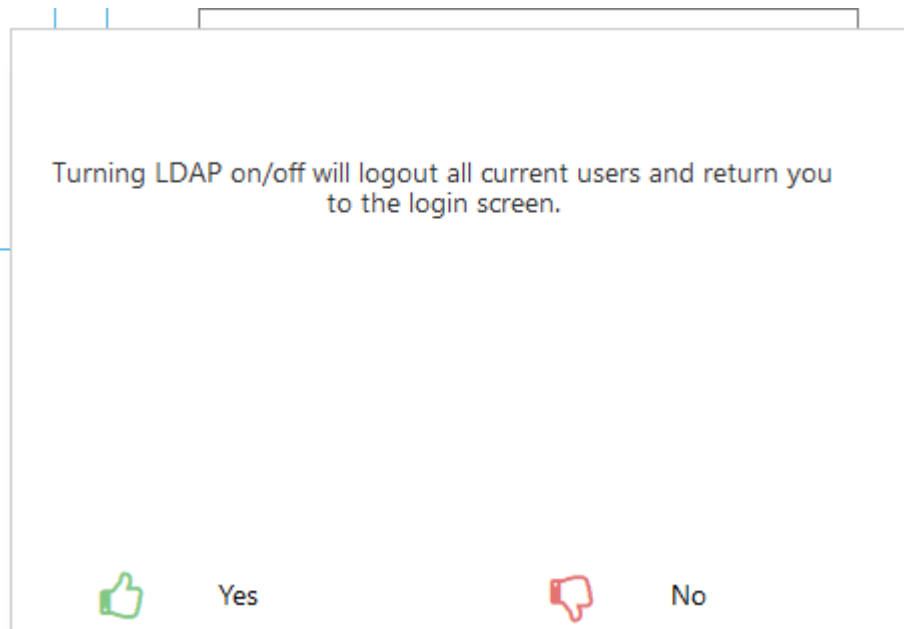 Turning LDAP on/off will logout all current users and return you
to the login screen.
Yes
No